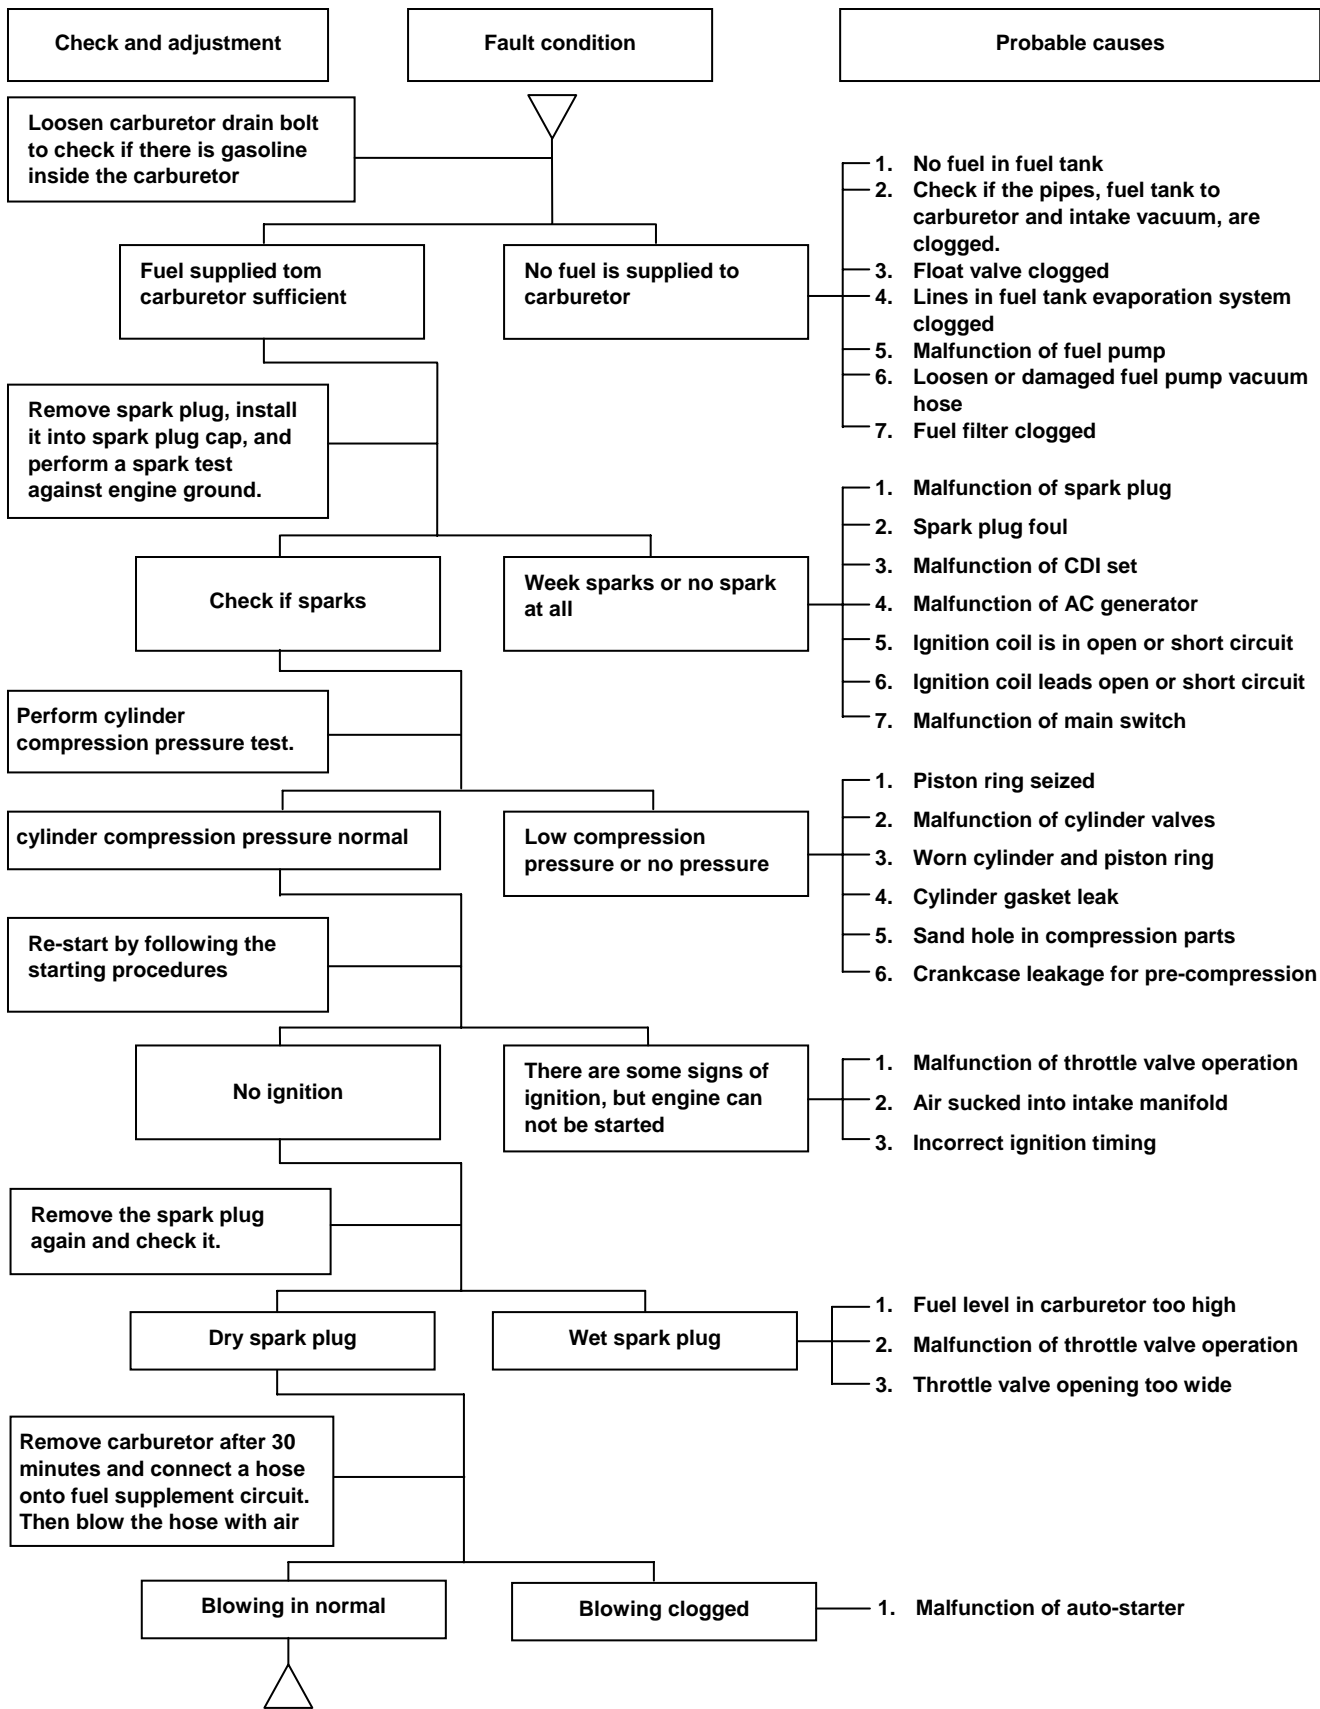 Check and adjustment
Fault condition
Probable causes
Loosen carburetor drain bolt
to check if there is gasoline
inside the carburetor
Fuel supplied tom
carburetor sufficient
No fuel is supplied to
carburetor
1. No fuel in fuel tank
2. Check if the pipes, fuel tank to
carburetor and intake vacuum, are
clogged.
3. Float valve clogged
4. Lines in fuel tank evaporation system
clogged
5. Malfunction of fuel pump
6. Loosen or damaged fuel pump vacuum
hose
7. Fuel filter clogged
Remove spark plug, install
it into spark plug cap, and
perform a spark test
against engine ground.
Check if sparks
Week sparks or no spark
at all
1. Malfunction of spark plug
2. Spark plug foul
3. Malfunction of CDI set
4. Malfunction of AC generator
5. Ignition coil is in open or short circuit
6. Ignition coil leads open or short circuit
7. Malfunction of main switch
Perform cylinder
compression pressure test.
cylinder compression pressure normal
Low compression
pressure or no pressure
1. Piston ring seized
2. Malfunction of cylinder valves
3. Worn cylinder and piston ring
4. Cylinder gasket leak
5. Sand hole in compression parts
6. Crankcase leakage for pre-compression
Re-start by following the
starting procedures
No ignition
There are some signs of
ignition, but engine can
not be started
1. Malfunction of throttle valve operation
2. Air sucked into intake manifold
3. Incorrect ignition timing
Remove the spark plug
again and check it.
Dry spark plug
Wet spark plug
1. Fuel level in carburetor too high
2. Malfunction of throttle valve operation
3. Throttle valve opening too wide
Remove carburetor after 30
minutes and connect a hose
onto fuel supplement circuit.
Then blow the hose with air
Blowing in normal
Blowing clogged
1. Malfunction of auto-starter